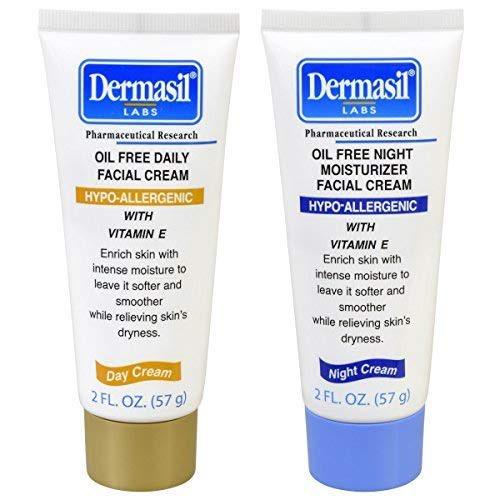 Dermasil®
LABS
Pharmaceutical Research
OIL FREE DAILY
FACIAL CREAM
HYPO-ALLERGENIC
WITH
VITAMIN E
Enrich skin with
intense moisture to
leave it softer and
smoother
while relieving skin's
dryness.
Day Cream
2 FL. OZ. (57 g)
Dermasil®
LABS
Pharmaceutical Research
OIL FREE NIGHT
MOISTURIZER
FACIAL CREAM
HYPO-ALLERGENIC
WITH
VITAMIN E
Enrich skin with
intense moisture to
leave it softer and
smoother
while relieving skin's
dryness.
Night Cream
2 FL. OZ. (57 g)